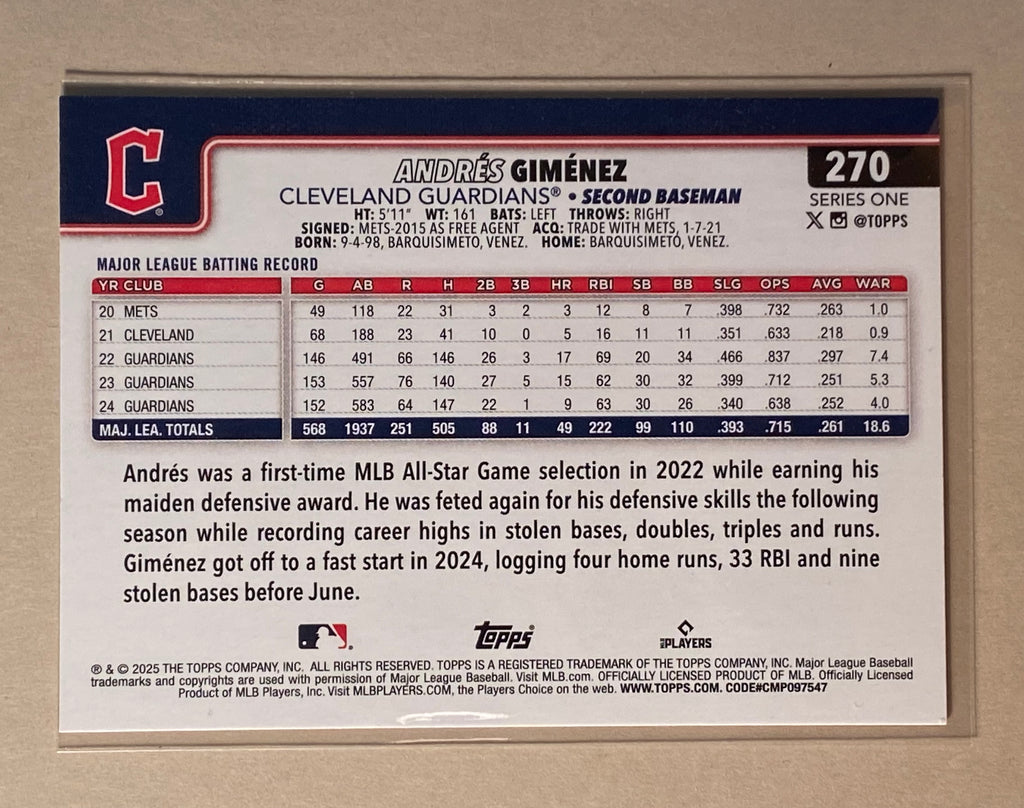 C
270
ANDRÉS GIMÉNEZ
CLEVELAND GUARDIANS® • SECOND BASEMAN
SERIES ONE
HT: 5'11" WT: 161 BATS: LEFT THROWS: RIGHT
X @TOPPS
SIGNED: METS-2015 AS FREE AGENT ACQ: TRADE WITH METS, 1-7-21
BORN: 9-4-98, BARQUISIMETO, VENEZ. HOME: BARQUISIMETO, VENEZ.
MAJOR LEAGUE BATTING RECORD
YR CLUB G AB R H 2B 3B HR RBI SB BB SLG OPS AVG WAR
20 METS 49 118 22 31 3 2 3 12 8 7 .398 .732 .263 1.0
21 CLEVELAND 68 188 23 41 10 0 5 16 11 11 .351 .633 .218 0.9
22 GUARDIANS 146 491 66 146 26 3 17 69 20 34 .466 .837 .297 7.4
23 GUARDIANS 153 557 76 140 27 5 15 62 30 32 .399 .712 .251 5.3
24 GUARDIANS 152 583 64 147 22 1 9 63 30 26 .340 .638 .252 4.0
MAJ. LEA. TOTALS 568 1937 251 505 88 11 49 222 99 110 .393 .715 .261 18.6
Andrés was a first-time MLB All-Star Game selection in 2022 while earning his
maiden defensive award. He was feted again for his defensive skills the following
season while recording career highs in stolen bases, doubles, triples and runs.
Giménez got off to a fast start in 2024, logging four home runs, 33 RBI and nine
stolen bases before June.
topps®
MLB PLAYERS
® & © 2025 THE TOPPS COMPANY, INC. ALL RIGHTS RESERVED. TOPPS IS A REGISTERED TRADEMARK OF THE TOPPS COMPANY, INC. Major League Baseball
trademarks and copyrights are used with permission of Major League Baseball. Visit MLB.com. OFFICIALLY LICENSED PRODUCT OF MLB. Officially Licensed
Product of MLB Players, Inc. Visit MLBPLAYERS.COM, the Players Choice on the web. WWW.TOPPS.COM. CODE#CMP097547